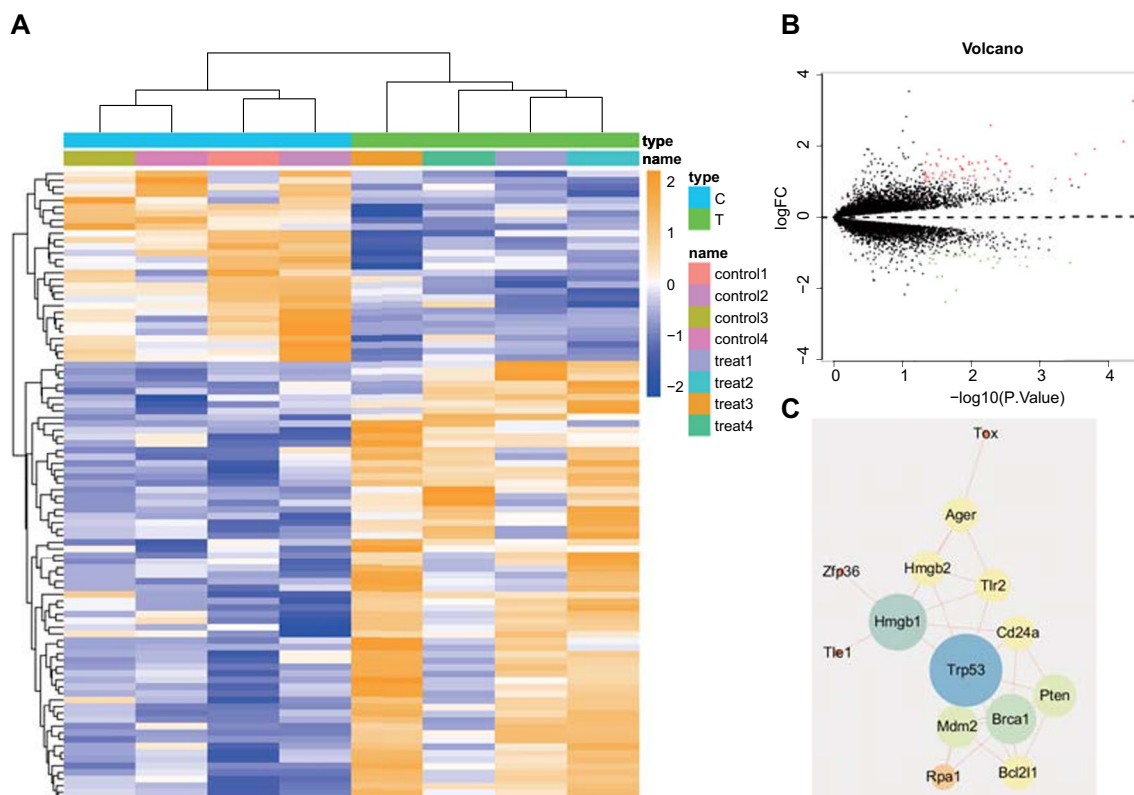 A
type
name
2
1
0
−1
−2
type
C
T
name
control1
control2
control3
control4
treat1
treat2
treat3
treat4
B
Volcano
logFC
4
2
0
−2
−4
0
1
2
3
4
−log10(P.Value)
C
Tox
Ager
Zfp36
Hmgb2
Tlr2
Hmgb1
Cd24a
Tle1
Trp53
Pten
Mdm2
Brca1
Rpa1
Bcl2l1